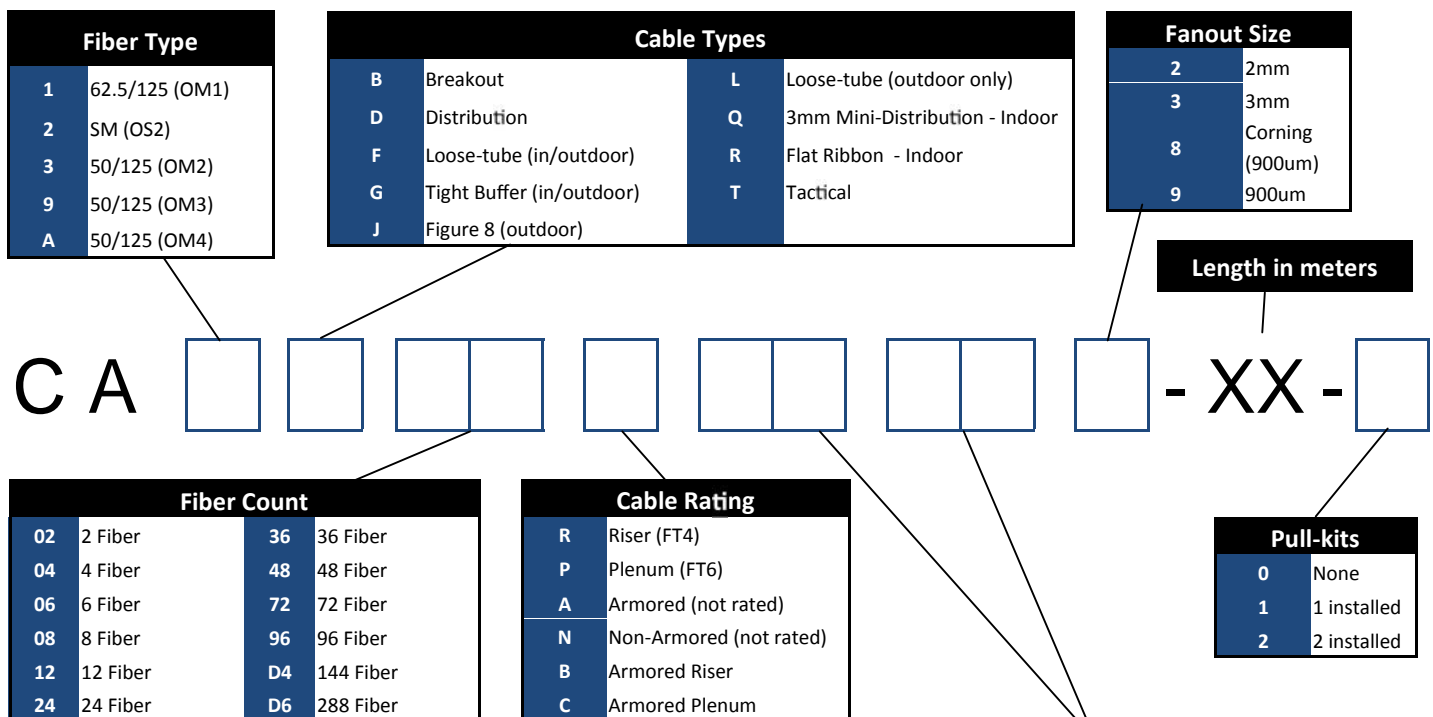 Fiber Type
1 62.5/125 (OM1)
2 SM (OS2)
3 50/125 (OM2)
9 50/125 (OM3)
A 50/125 (OM4)
Cable Types
B Breakout L Loose-tube (outdoor only)
D Distribution Q 3mm Mini-Distribution - Indoor
F Loose-tube (in/outdoor) R Flat Ribbon - Indoor
G Tight Buffer (in/outdoor) T Tactical
J Figure 8 (outdoor)
Fanout Size
2 2mm
3 3mm
8 Corning
(900um)
9 900um
Length in meters
C A - XX -
Fiber Count
02 2 Fiber 36 36 Fiber
04 4 Fiber 48 48 Fiber
06 6 Fiber 72 72 Fiber
08 8 Fiber 96 96 Fiber
12 12 Fiber D4 144 Fiber
24 24 Fiber D6 288 Fiber
Cable Rating
R Riser (FT4)
P Plenum (FT6)
A Armored (not rated)
N Non-Armored (not rated)
B Armored Riser
C Armored Plenum
Pull-kits
0 None
1 1 installed
2 2 installed